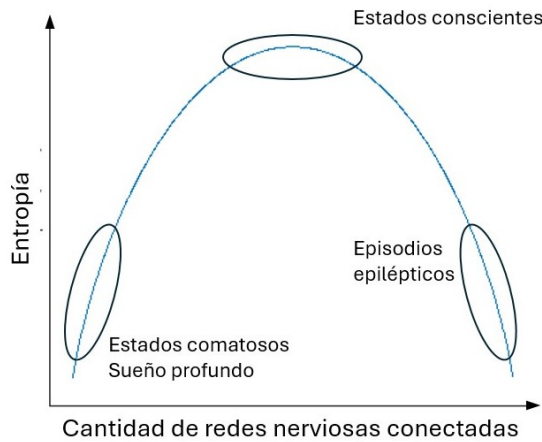 Estados conscientes
Entropía
Episodios
epilépticos
Estados comatosos
Sueño profundo
Cantidad de redes nerviosas conectadas